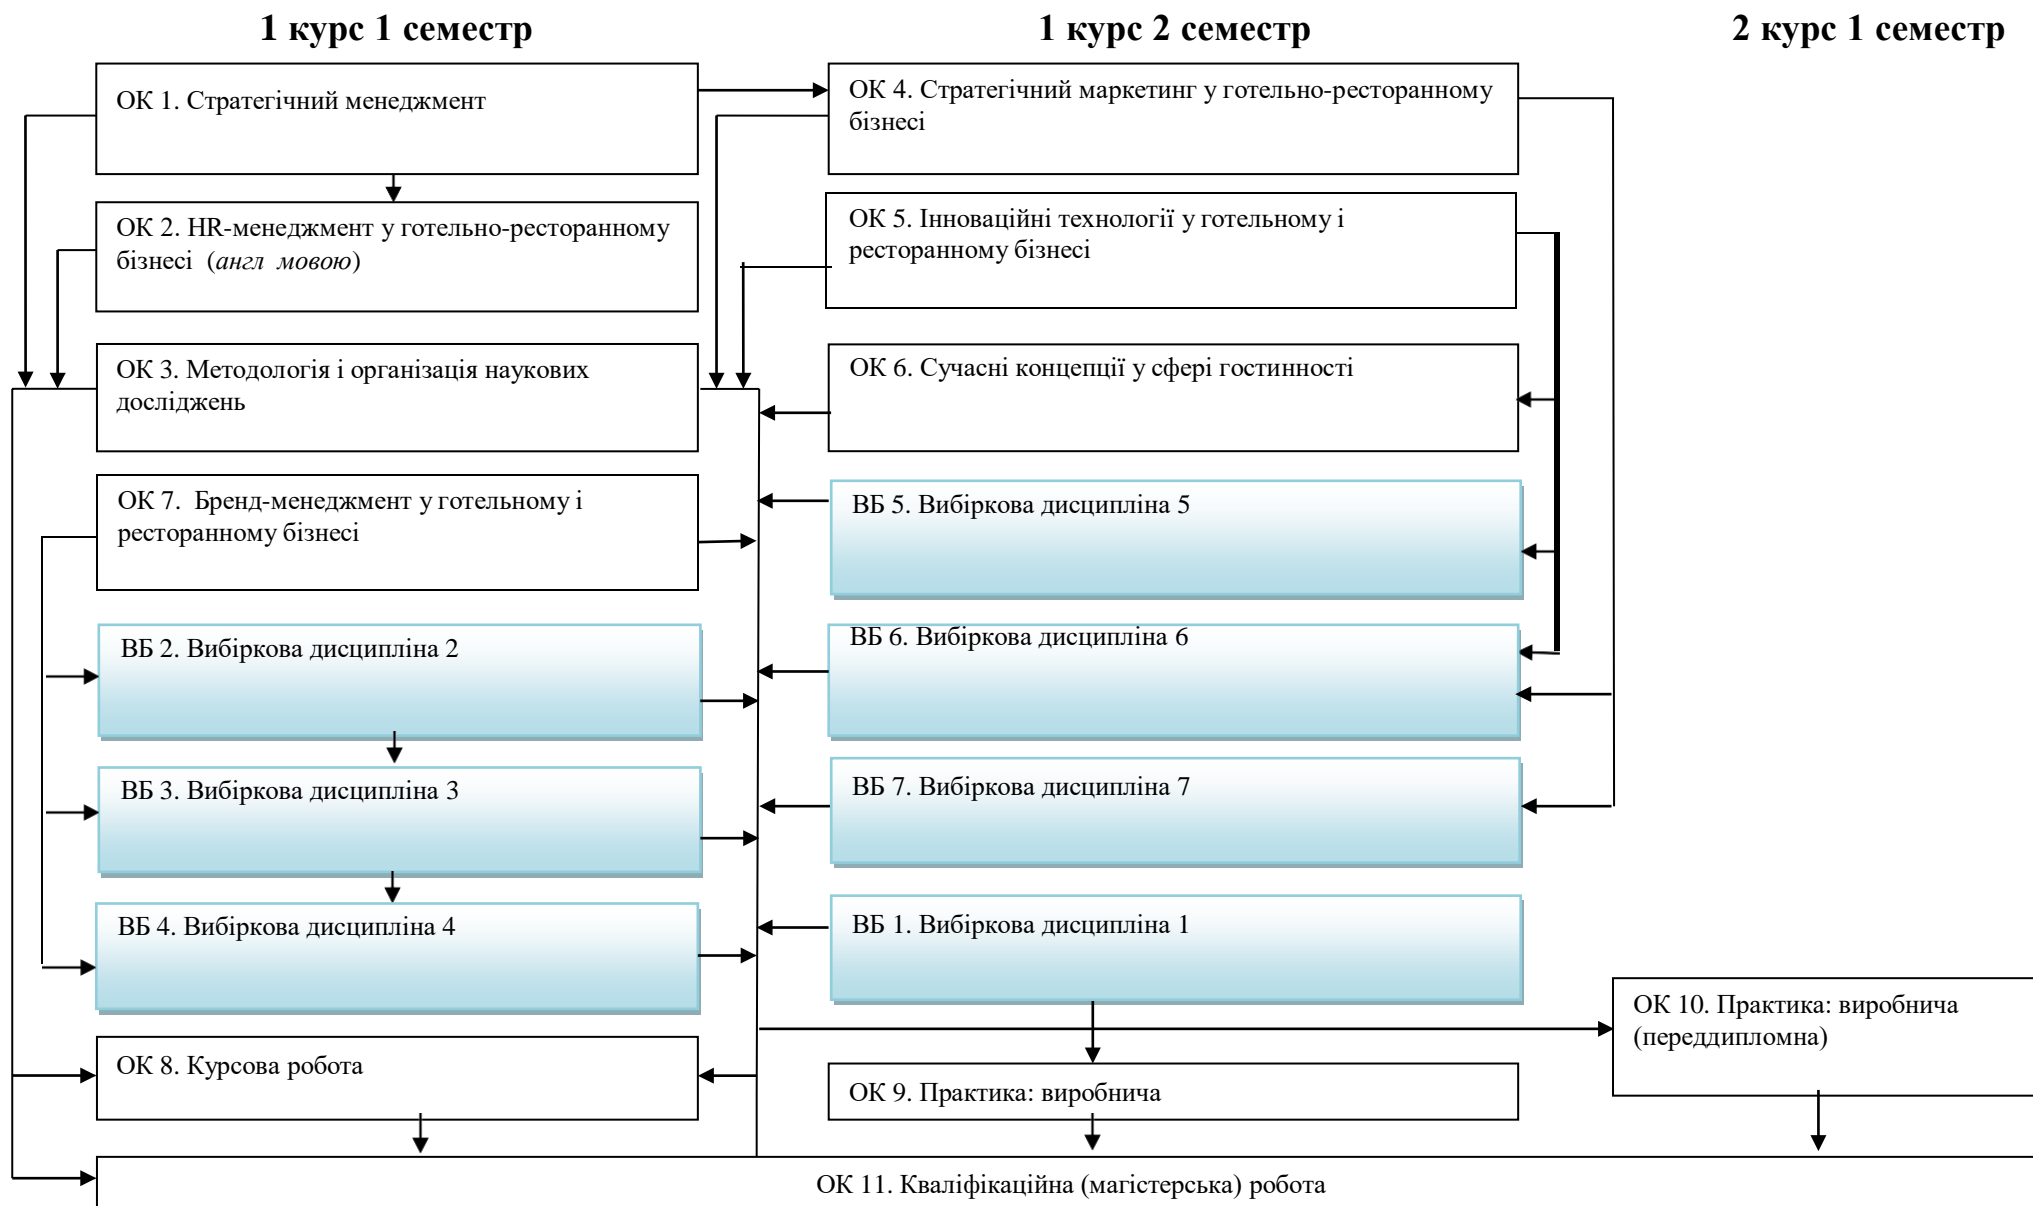 1 курс 1 семестр
1 курс 2 семестр
2 курс 1 семестр
ОК 1. Стратегічний менеджмент
ОК 2. HR-менеджмент у готельно-ресторанному
бізнесі (англ мовою)
ОК 3. Методологія і організація наукових
досліджень
ОК 7. Бренд-менеджмент у готельному і
ресторанному бізнесі
ВБ 2. Вибіркова дисципліна 2
ВБ 3. Вибіркова дисципліна 3
ВБ 4. Вибіркова дисципліна 4
ОК 8. Курсова робота
ОК 4. Стратегічний маркетинг у готельно-ресторанному
бізнесі
ОК 5. Інноваційні технології у готельному і
ресторанному бізнесі
ОК 6. Сучасні концепції у сфері гостинності
ВБ 5. Вибіркова дисципліна 5
ВБ 6. Вибіркова дисципліна 6
ВБ 7. Вибіркова дисципліна 7
ВБ 1. Вибіркова дисципліна 1
ОК 9. Практика: виробнича
ОК 10. Практика: виробнича
(переддипломна)
ОК 11. Кваліфікаційна (магістерська) робота